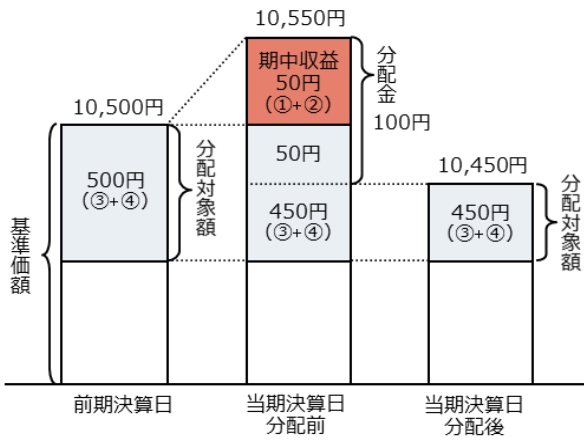 10,550円
期中収益
50円
(①+②)
分配金
100円
10,500円
500円
(③+④)
分配対象額
50円
450円
(③+④)
10,450円
450円
(③+④)
分配対象額
基準価額
前期決算日
当期決算日
分配前
当期決算日
分配後